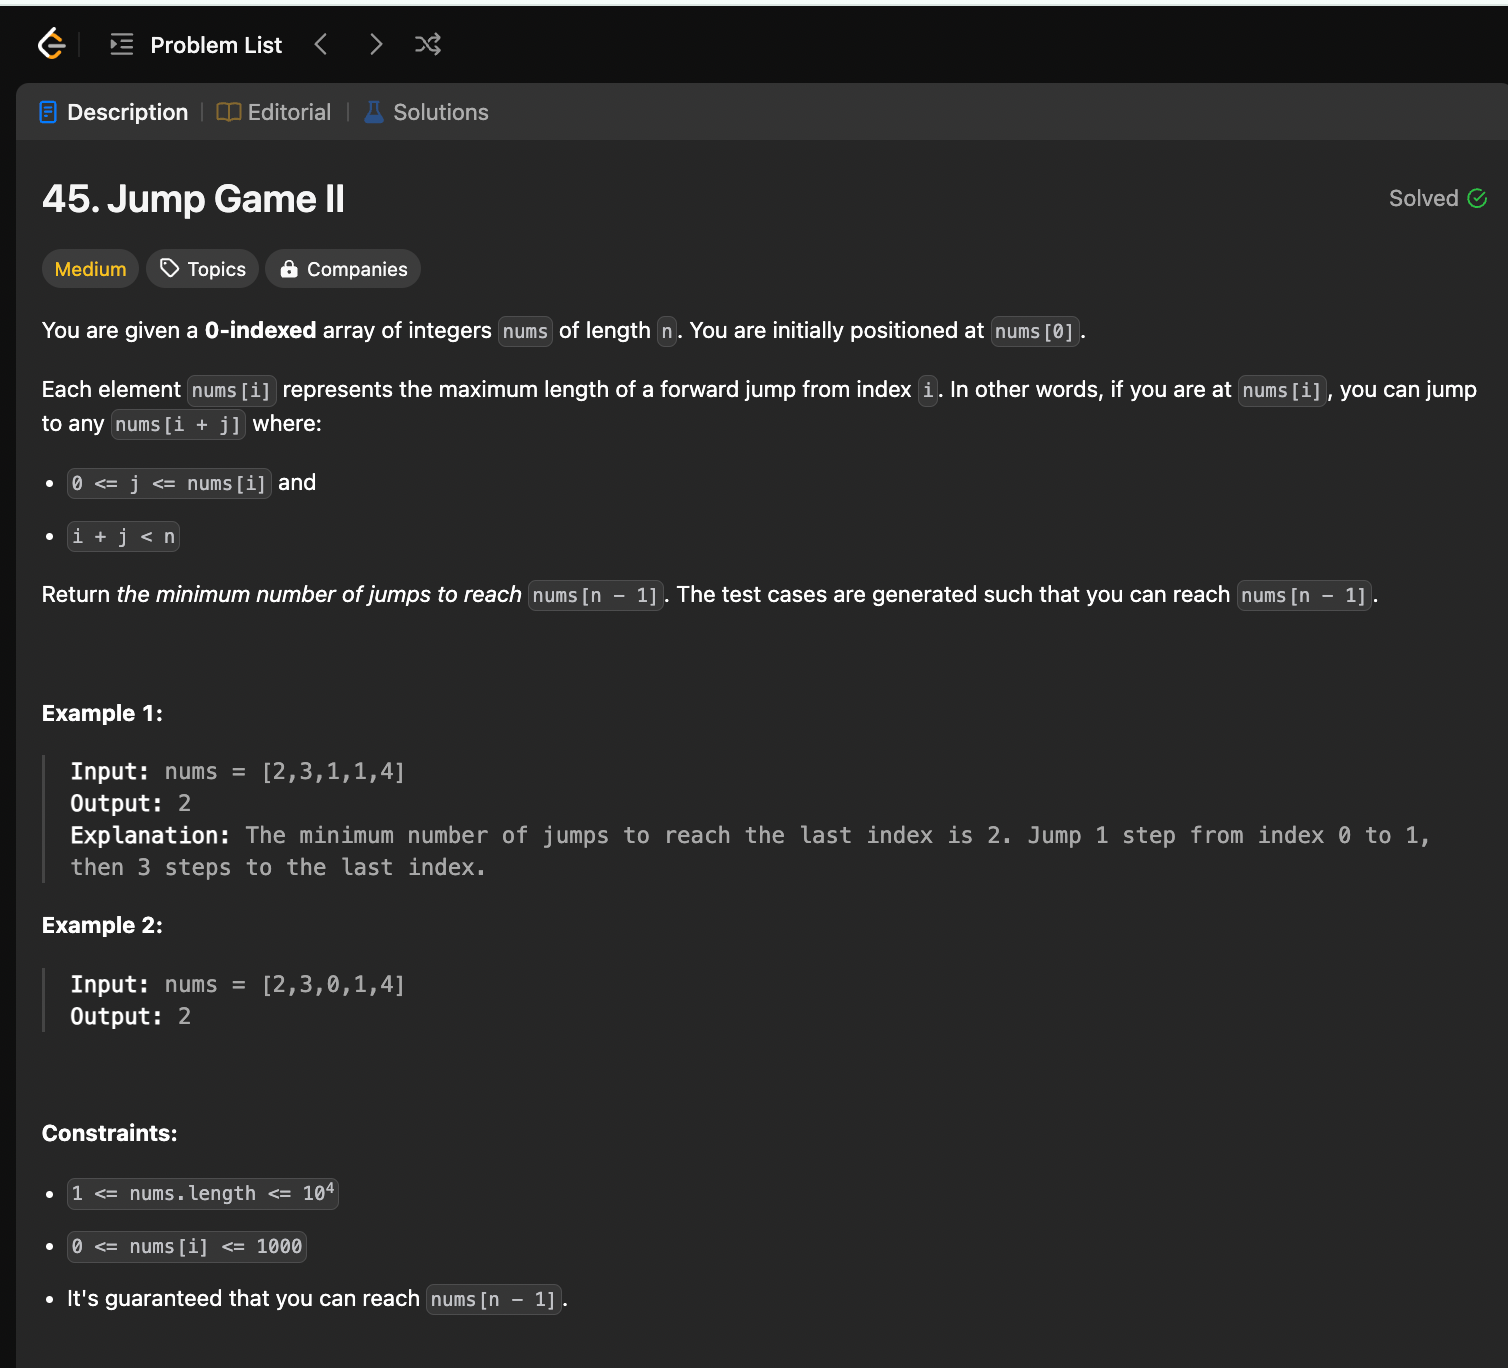 Problem List
Description | Editorial | Solutions
45. Jump Game II
Solved
Medium Topics Companies
You are given a 0-indexed array of integers nums of length n. You are initially positioned at nums[0].
Each element nums[i] represents the maximum length of a forward jump from index i. In other words, if you are at nums[i], you can jump
to any nums[i + j] where:
• 0 <= j <= nums[i] and
• i + j < n
Return the minimum number of jumps to reach nums[n - 1]. The test cases are generated such that you can reach nums[n - 1].
Example 1:
Input: nums = [2,3,1,1,4]
Output: 2
Explanation: The minimum number of jumps to reach the last index is 2. Jump 1 step from index 0 to 1,
then 3 steps to the last index.
Example 2:
Input: nums = [2,3,0,1,4]
Output: 2
Constraints:
• 1 <= nums.length <= 10⁴
• 0 <= nums[i] <= 1000
• It's guaranteed that you can reach nums[n - 1].